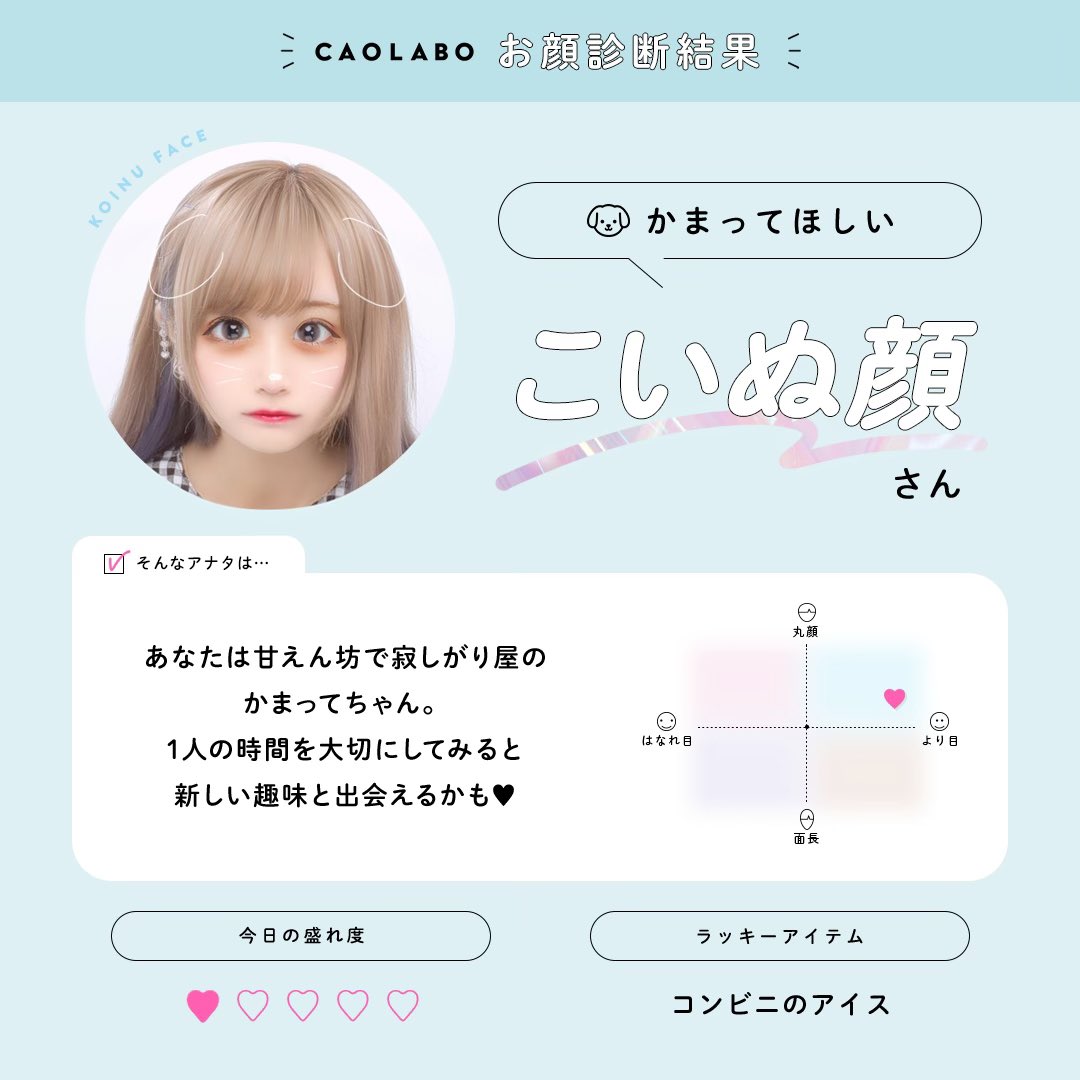 CAOLABO お顔診断結果
KOINU FACE
かまってほしい
こいぬ顔
さん
そんなアナタは…
あなたは甘えん坊で寂しがり屋の
かまってちゃん。
1人の時間を大切にしてみると
新しい趣味と出会えるかも♥
丸顔
はなれ目
より目
面長
今日の盛れ度
ラッキーアイテム
コンビニのアイス